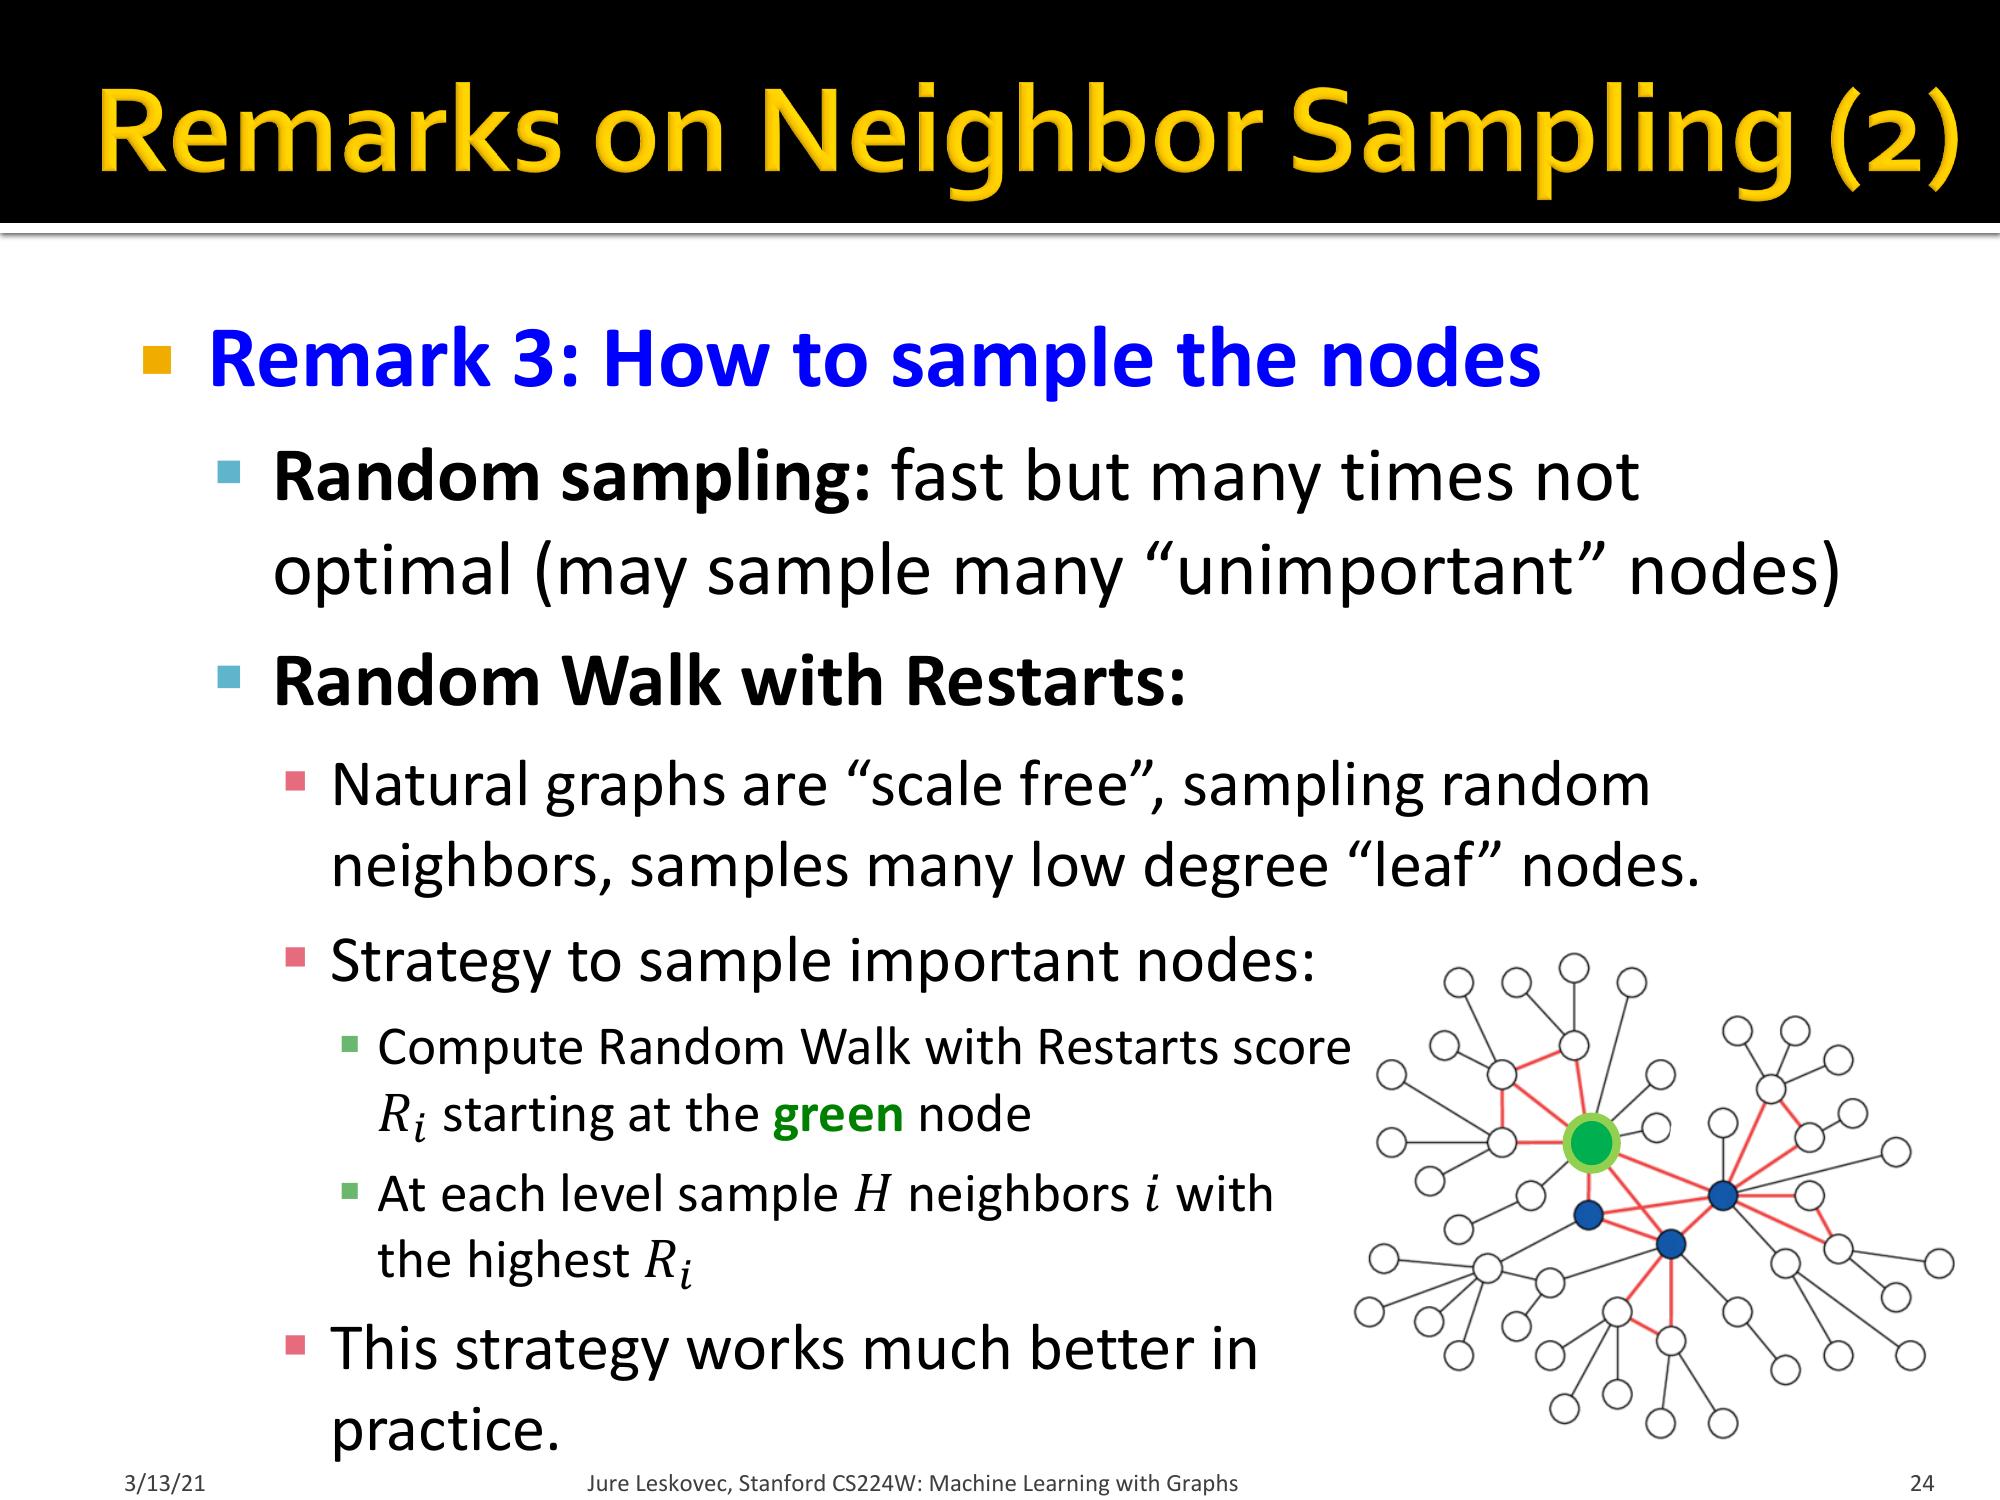 Remarks on Neighbor Sampling (2)
Remark 3: How to sample the nodes
Random sampling: fast but many times not
optimal (may sample many “unimportant” nodes)
Random Walk with Restarts:
Natural graphs are “scale free”, sampling random
neighbors, samples many low degree “leaf” nodes.
Strategy to sample important nodes:
Compute Random Walk with Restarts score
𝑅𝑖 starting at the green node
At each level sample 𝐻 neighbors 𝑖 with
the highest 𝑅𝑖
This strategy works much better in
practice.
3/13/21
Jure Leskovec, Stanford CS224W: Machine Learning with Graphs
24